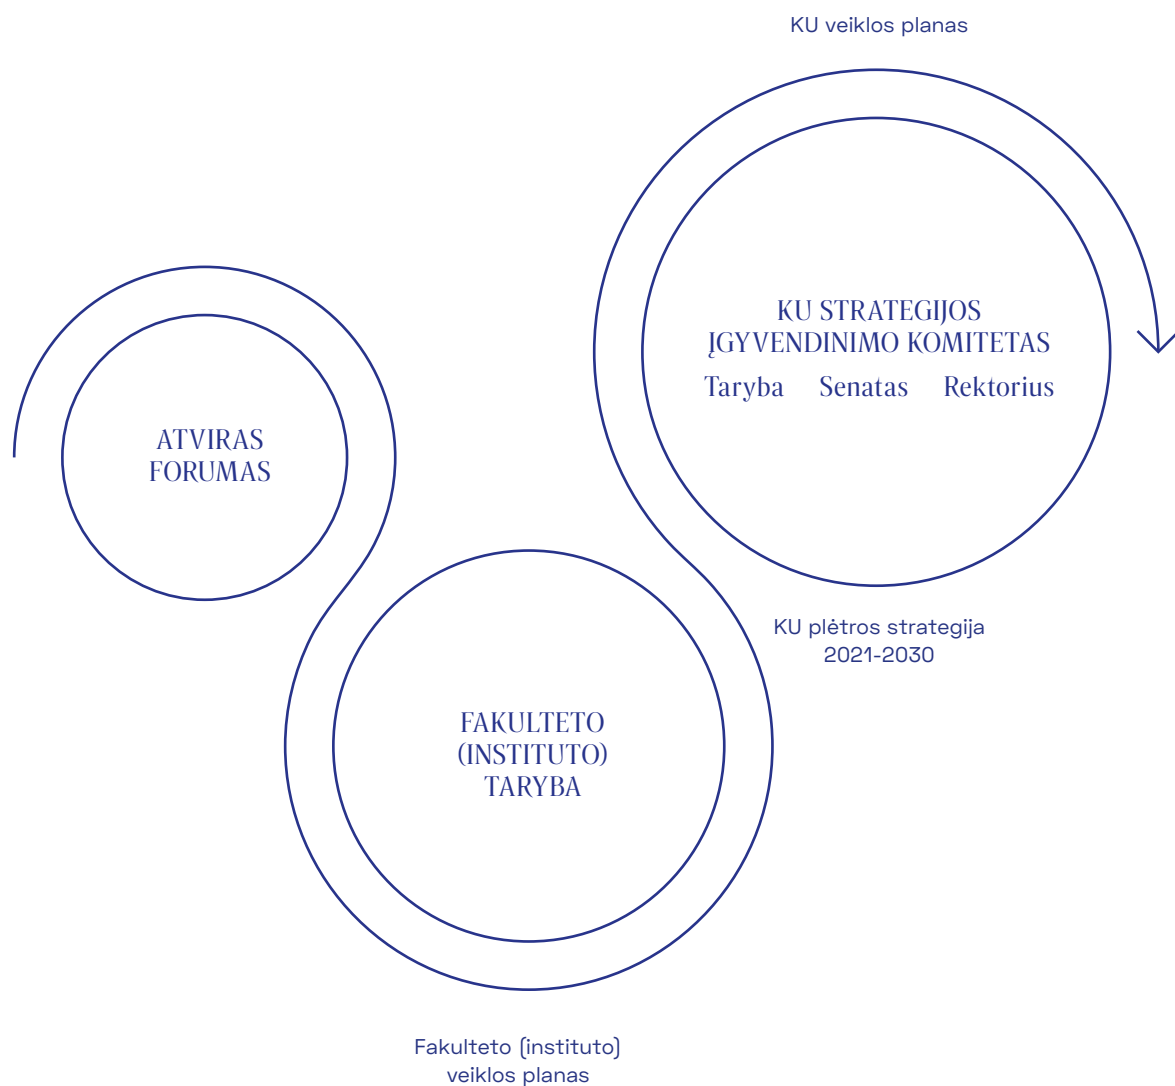 KU veiklos planas
KU STRATEGIJOS
ĮGYVENDINIMO KOMITETAS
Taryba Senatas Rektorius
ATVIRAS
FORUMAS
KU plėtros strategija
2021-2030
FAKULTETO
(INSTITUTO)
TARYBA
Fakulteto (instituto)
veiklos planas